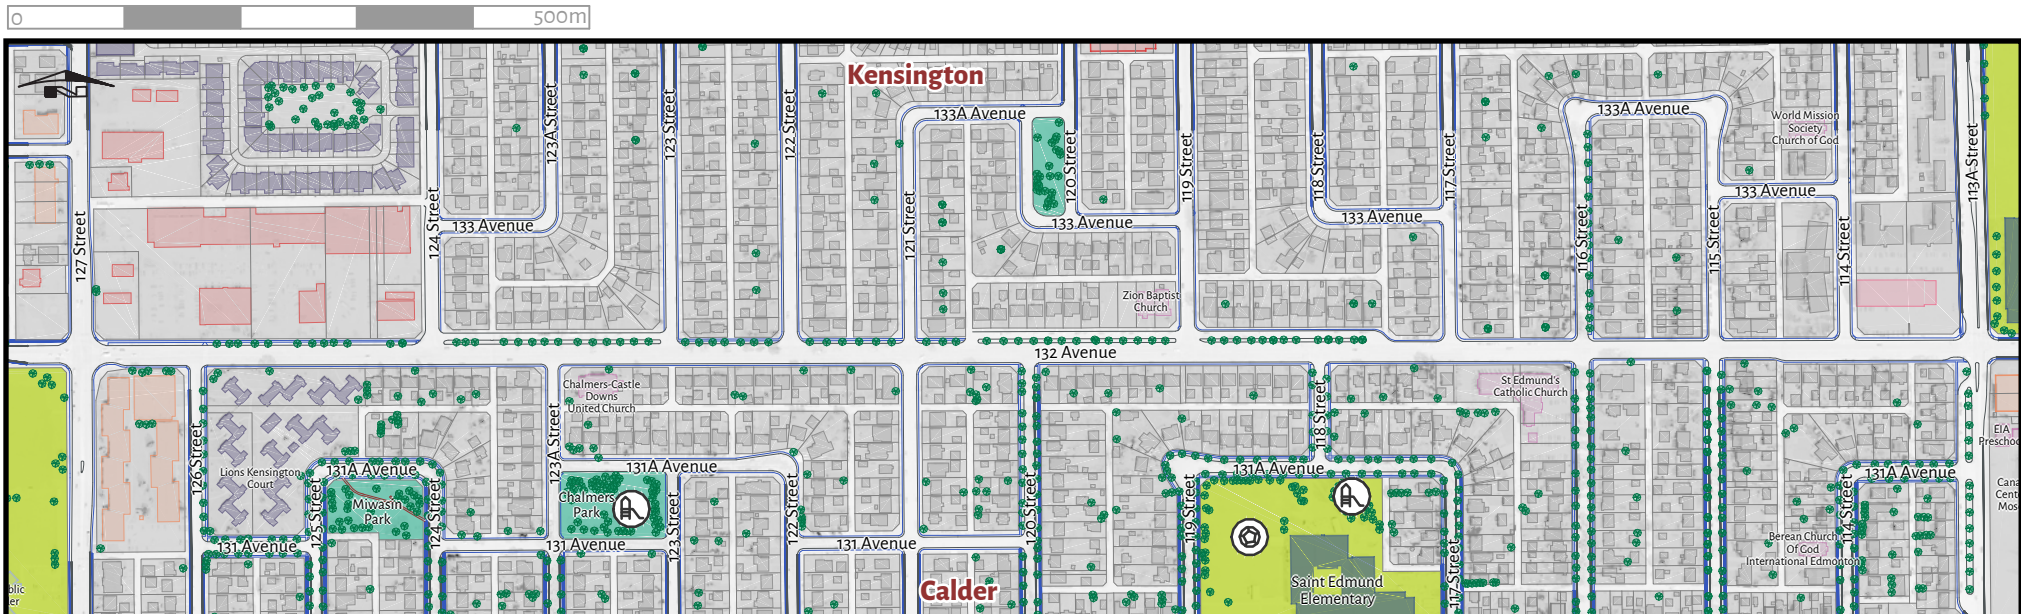 0
500m
Kensington
133A Avenue
133A Avenue
World Mission
Society
Church of God
123A Street
123 Street
122 Street
120 Street
119 Street
118 Street
117 Street
113A Street
133 Avenue
127 Street
124 Street
133 Avenue
121 Street
133 Avenue
133 Avenue
116 Street
115 Street
114 Street
Zion Baptist
Church
132 Avenue
Chalmers-Castle
Downs
United Church
St Edmund's
Catholic Church
118 Street
123A Street
126 Street
EIA
Preschoo
Lions Kensington
Court
131A Avenue
131A Avenue
131A Avenue
131A Avenue
125 Street
Miwasin
Park
124 Street
Chalmers
Park
123 Street
122 Street
120 Street
119 Street
114 Street
Cana
Cent
Mos
131 Avenue
131 Avenue
131 Avenue
117 Street
Berean Church
Of God
International Edmonton
Calder
Saint Edmund
Elementary
blic
er